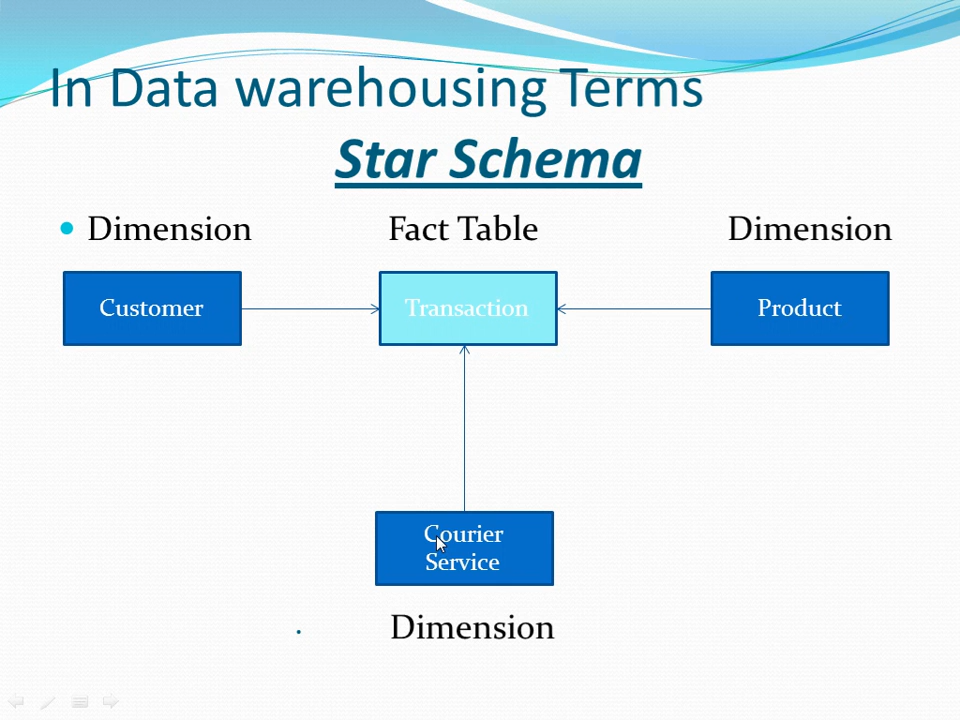 In Data warehousing Terms
Star Schema
Dimension Fact Table Dimension
Customer Transaction Product
Courier
Service
Dimension